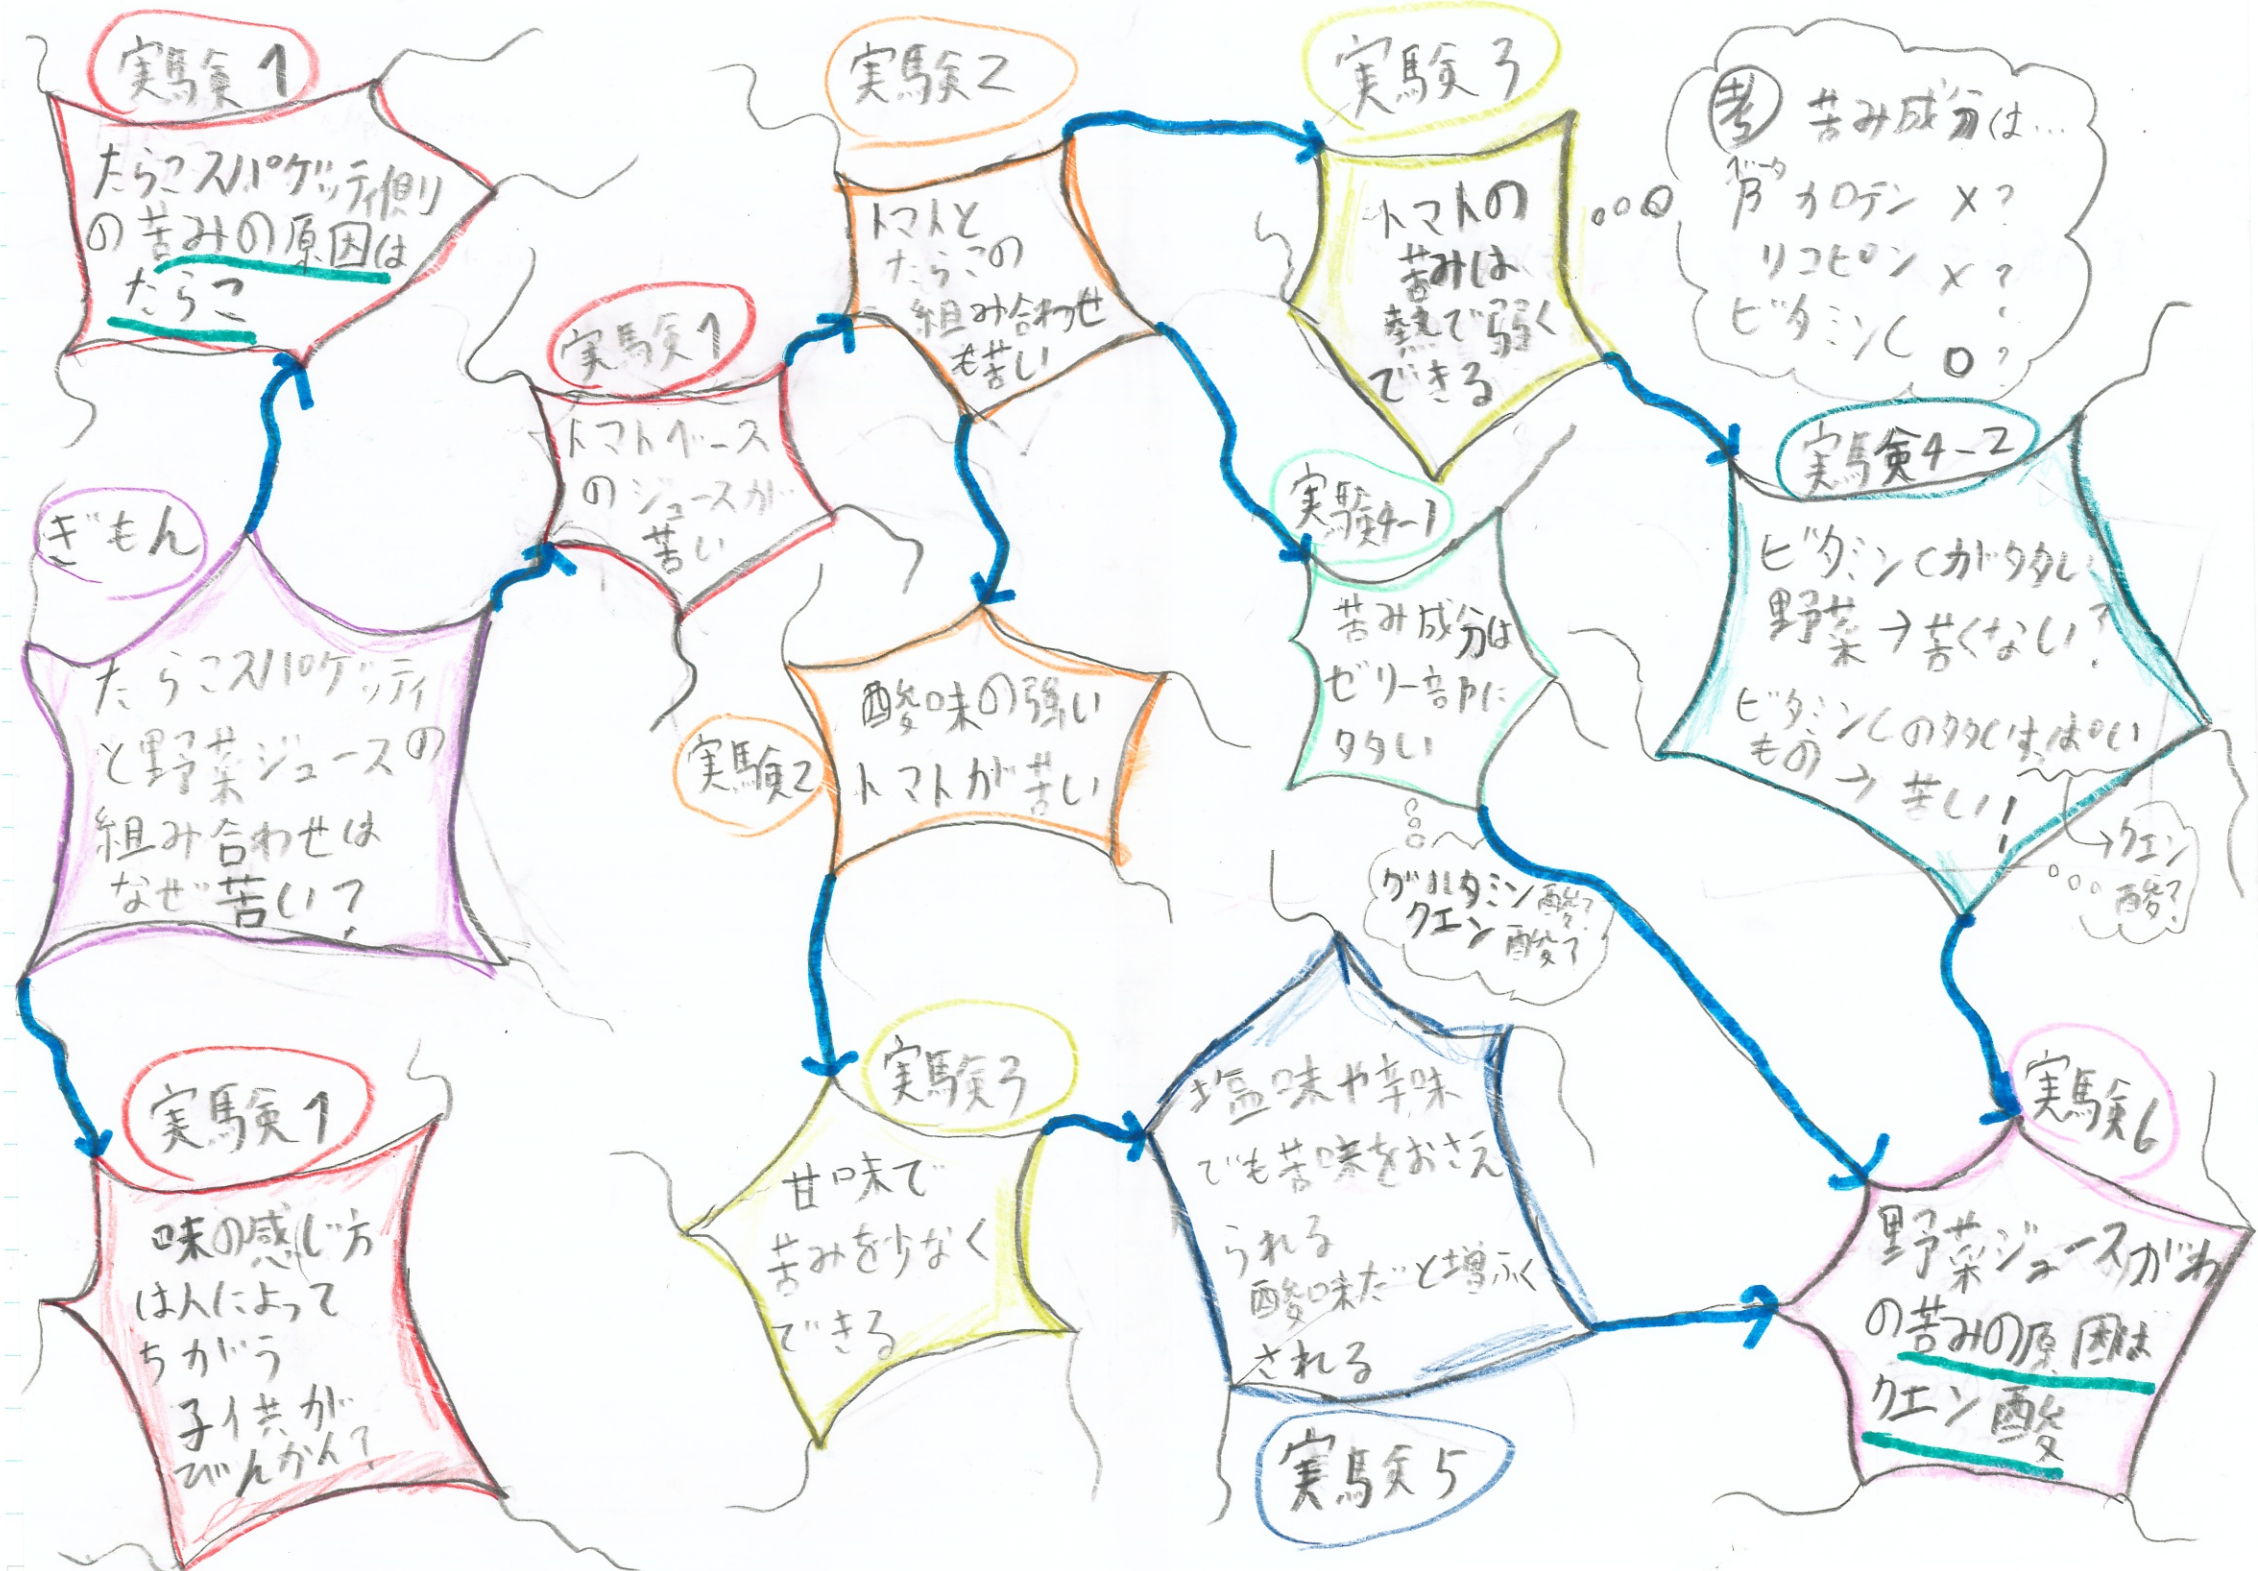 実験1
たらこスパゲッティ側
の苦みの原因は
たらこ
ぎもん
たらこスパゲッティ
と野菜ジュースの
組み合わせは
なぜ苦い?
実験1
味の感じ方
は人によって
ちがう
子供が
びんかん?
実験1
トマトベース
のジュースが
苦い
実験2
トマトと
たらこの
組み合わせ
も苦い
実験2
酸味の強い
トマトが苦い
実験3
甘味で
苦みを少なく
できる
実験3
トマトの
苦みは
熱で弱く
できる
考 苦み成分は…
ベータ
β カロテン ×?
リコピン ×?
ビタミンC ○?
実験4-1
苦み成分は
ゼリー部に
多い
グルタミン酸?
クエン酸?
実験4-2
ビタミンCが多い
野菜→苦くない?
ビタミンCの多くすっぱい
もの→苦い!
→クエン
酸?
塩味や辛味
でも苦味をおさえ
られる
酸味だと増ふく
される
実験5
実験6
野菜ジュースがわ
の苦みの原因は
クエン酸